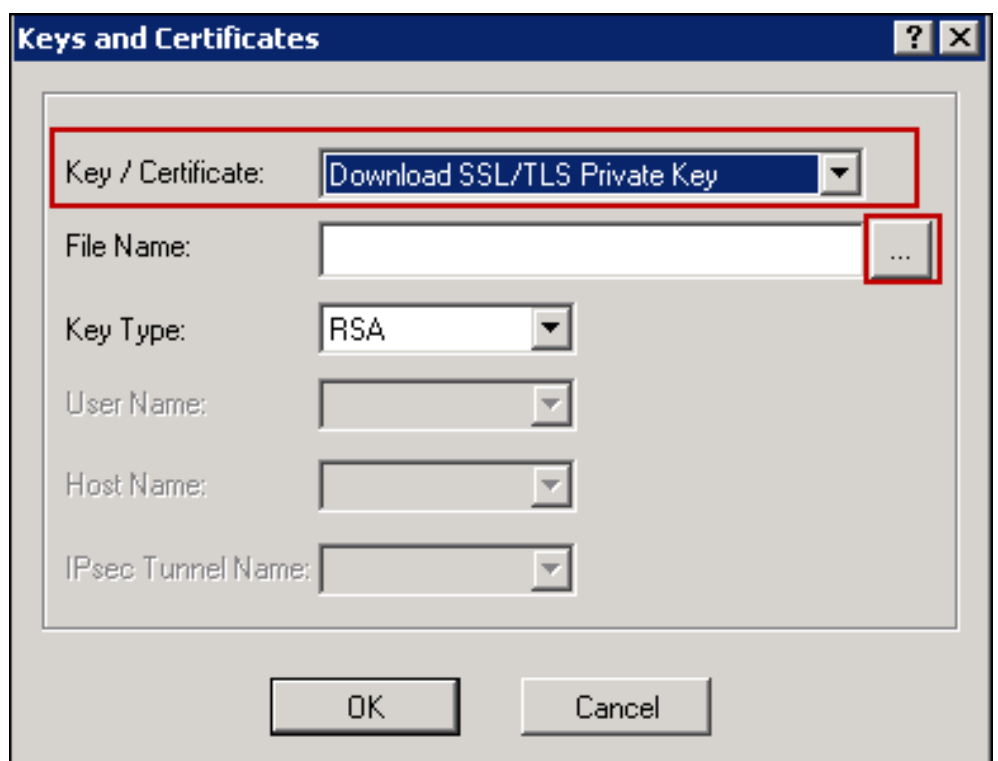 Keys and Certificates
Key / Certificate: Download SSL/TLS Private Key
File Name: ...
Key Type: RSA
User Name:
Host Name:
IPsec Tunnel Name:
OK Cancel